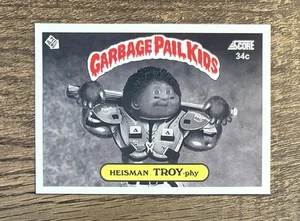 GARBAGE PAIL KIDS
SCORE
34c
HEISMAN TROY-phy